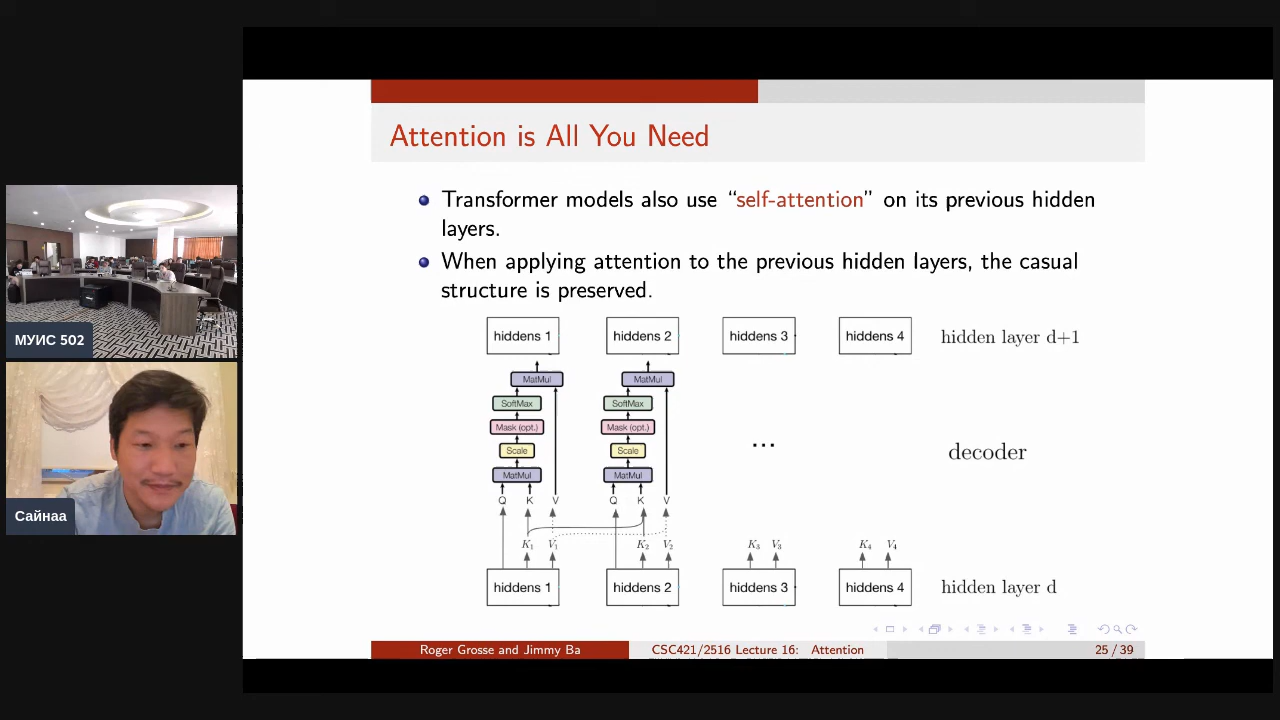 Attention is All You Need
Transformer models also use “self-attention” on its previous hidden
layers.
When applying attention to the previous hidden layers, the casual
structure is preserved.
hiddens 1 hiddens 2 hiddens 3 hiddens 4 hidden layer d+1
MatMul MatMul
SoftMax SoftMax
Mask (opt.) Mask (opt.)
... decoder
Scale Scale
MatMul MatMul
Q K V Q K V
K1 V1 K2 V2 K3 V3 K4 V4
hiddens 1 hiddens 2 hiddens 3 hiddens 4 hidden layer d
Roger Grosse and Jimmy Ba CSC421/2516 Lecture 16: Attention 25 / 39
МУИС 502
Сайнаа